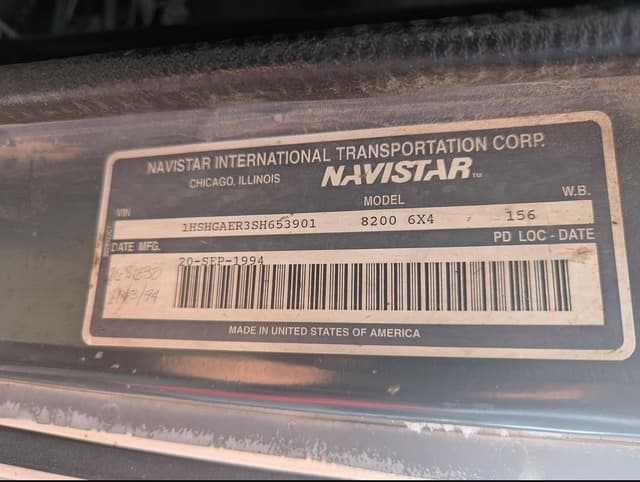 NAVISTAR INTERNATIONAL TRANSPORTATION CORP.
CHICAGO, ILLINOIS NAVISTAR TM
VIN MODEL W.B.
1HSHGAER3SH653901 8200 6X4 156
DATE MFG. PD LOC - DATE
20-SEP-1994
MADE IN UNITED STATES OF AMERICA